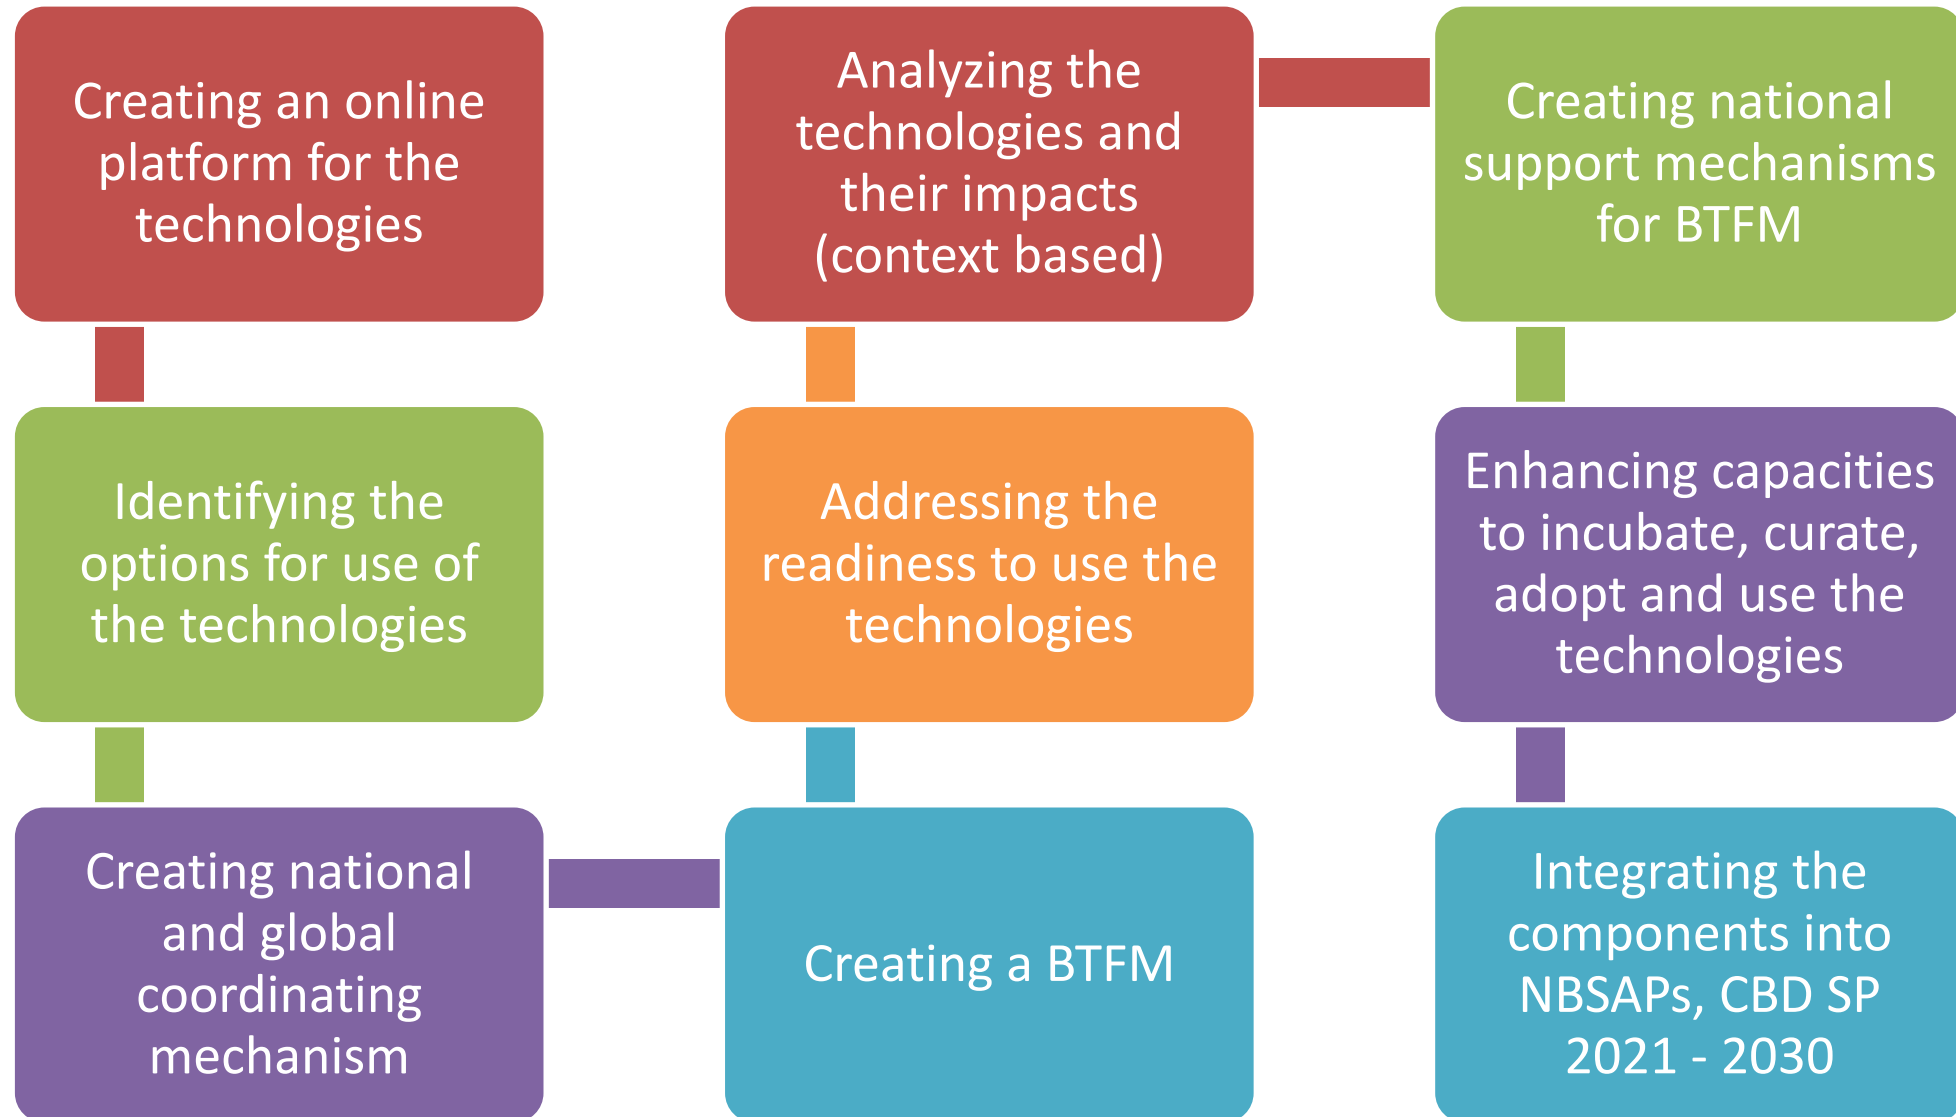 Creating an online
platform for the
technologies
Identifying the
options for use of
the technologies
Creating national
and global
coordinating
mechanism
Creating a BTFM
Addressing the
readiness to use the
technologies
Analyzing the
technologies and
their impacts
(context based)
Creating national
support mechanisms
for BTFM
Enhancing capacities
to incubate, curate,
adopt and use the
technologies
Integrating the
components into
NBSAPs, CBD SP
2021 - 2030